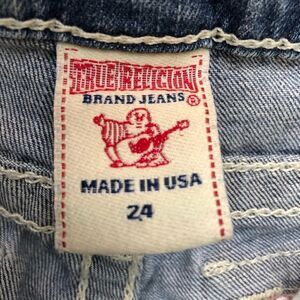 TRUE RELIGION
BRAND JEANS®
MADE IN USA
24